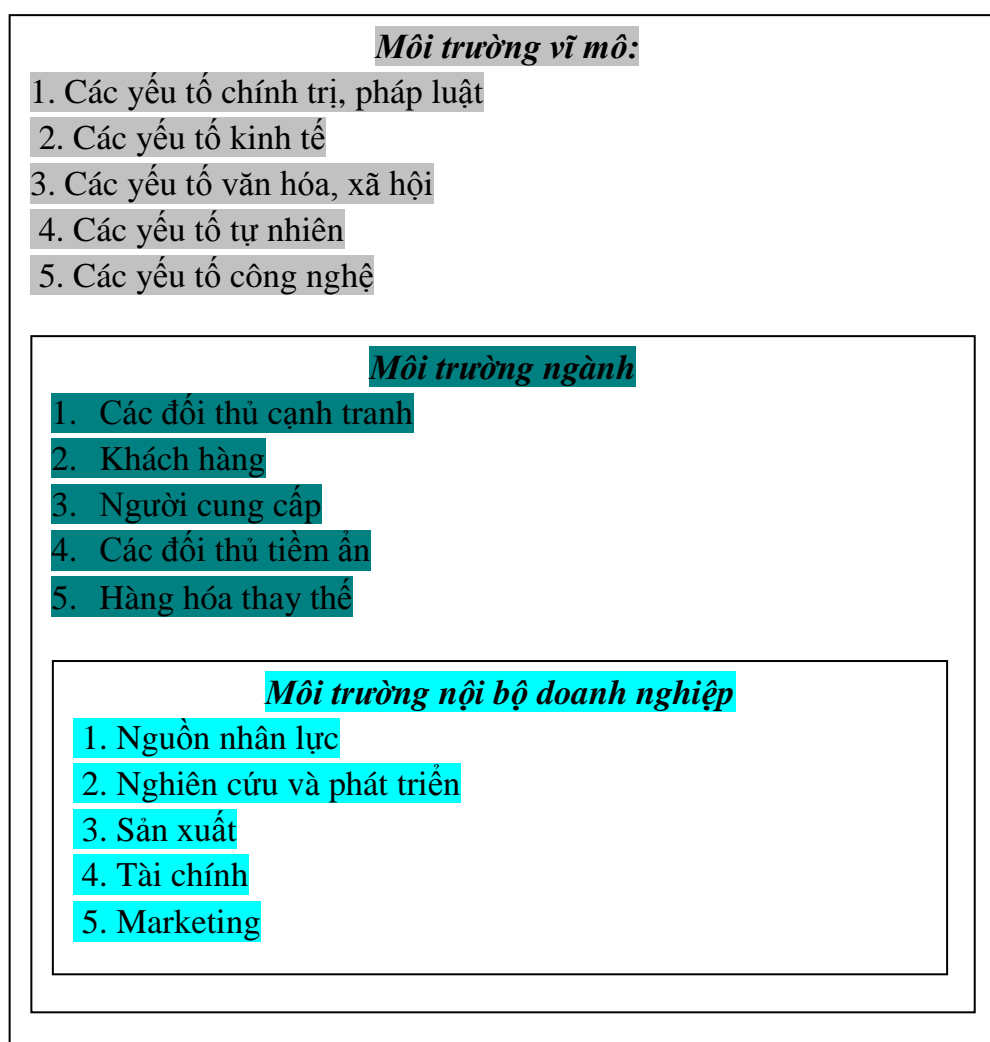 Môi trường vĩ mô:
1. Các yếu tố chính trị, pháp luật
2. Các yếu tố kinh tế
3. Các yếu tố văn hóa, xã hội
4. Các yếu tố tự nhiên
5. Các yếu tố công nghệ
Môi trường ngành
1. Các đối thủ cạnh tranh
2. Khách hàng
3. Người cung cấp
4. Các đối thủ tiềm ẩn
5. Hàng hóa thay thế
Môi trường nội bộ doanh nghiệp
1. Nguồn nhân lực
2. Nghiên cứu và phát triển
3. Sản xuất
4. Tài chính
5. Marketing